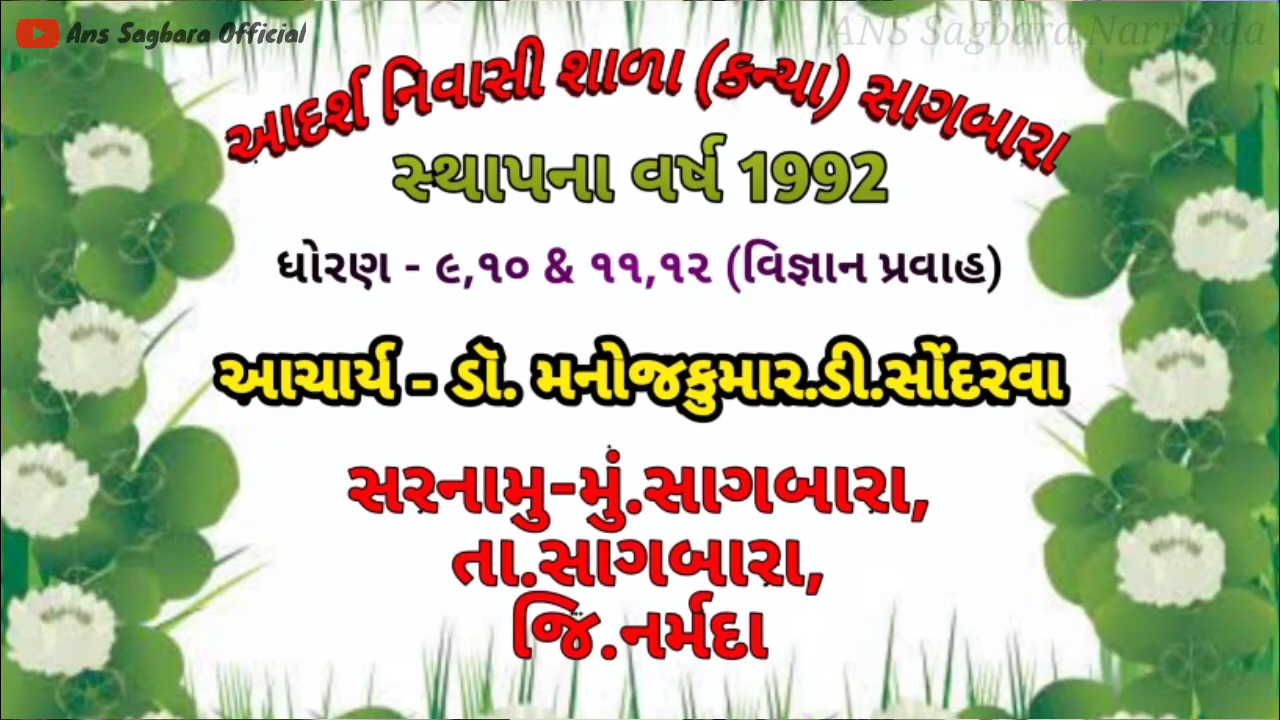 Ans Sagbara Official
ANS Sagbara Narmada
આદર્શ નિવાસી શાળા (કન્યા) સાગબારા
સ્થાપના વર્ષ 1992
ધોરણ - ૯,૧૦ & ૧૧,૧૨ (વિજ્ઞાન પ્રવાહ)
આચાર્ય - ડૉ. મનોજકુમાર.ડી.સોંદરવા
સરનામુ-મું.સાગબારા,
તા.સાગબારા,
જિ.નર્મદા